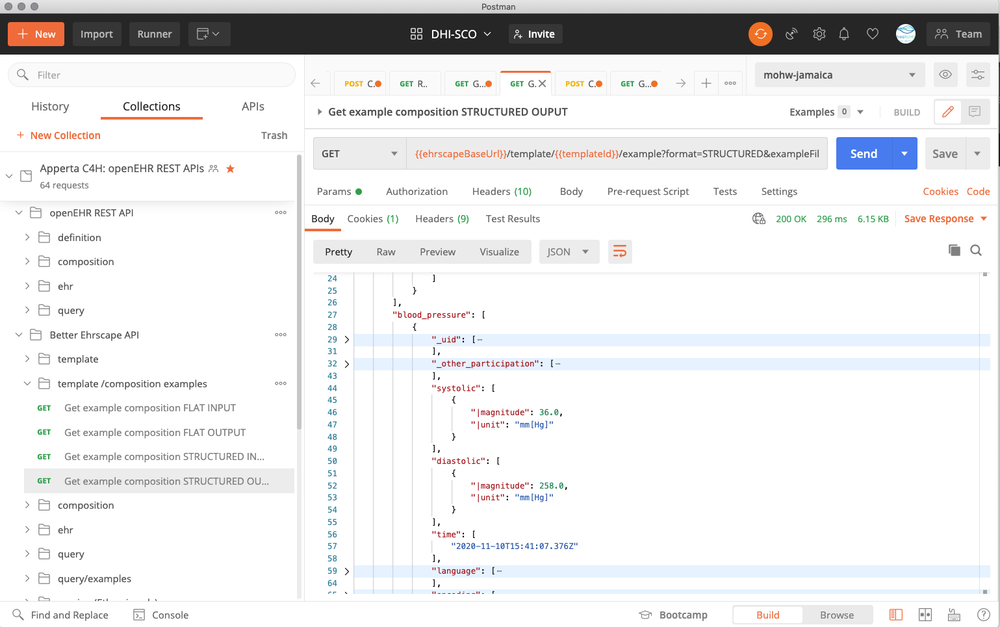 Postman
New
Import
Runner
DHI-SCO
Invite
Team
Filter
History
Collections
APIs
+ New Collection
Trash
Apperta C4H: openEHR REST APIs
64 requests
openEHR REST API
definition
composition
ehr
query
Better Ehrscape API
template
template /composition examples
GET Get example composition FLAT INPUT
GET Get example composition FLAT OUTPUT
GET Get example composition STRUCTURED IN...
GET Get example composition STRUCTURED OU...
composition
ehr
query
query/examples
POST C.
GET R..
GET G...
GET G.
POST C.
GET G...
mohw-jamaica
Get example composition STRUCTURED OUPUT
Examples 0
BUILD
GET
{{ehrscapeBaseUrl}}/template/{{templateId}}/example?format=STRUCTURED&exampleFil
Send
Save
Params
Authorization
Headers (10)
Body
Pre-request Script
Tests
Settings
Cookies
Code
Body
Cookies (1)
Headers (9)
Test Results
200 OK
296 ms
6.15 KB
Save Response
Pretty
Raw
Preview
Visualize
JSON
24 ]
25 }
26 ],
27 "blood_pressure": [
28 {
29 "_uid": [⋯
31 ],
32 "_other_participation": [⋯
43 ],
44 "systolic": [
45 {
46 "|magnitude": 36.0,
47 "|unit": "mm[Hg]"
48 }
49 ],
50 "diastolic": [
51 {
52 "|magnitude": 258.0,
53 "|unit": "mm[Hg]"
54 }
55 ],
56 "time": [
57 "2020-11-10T15:41:07.376Z"
58 ],
59 "language": [⋯
64 ],
Find and Replace
Console
Bootcamp
Build
Browse